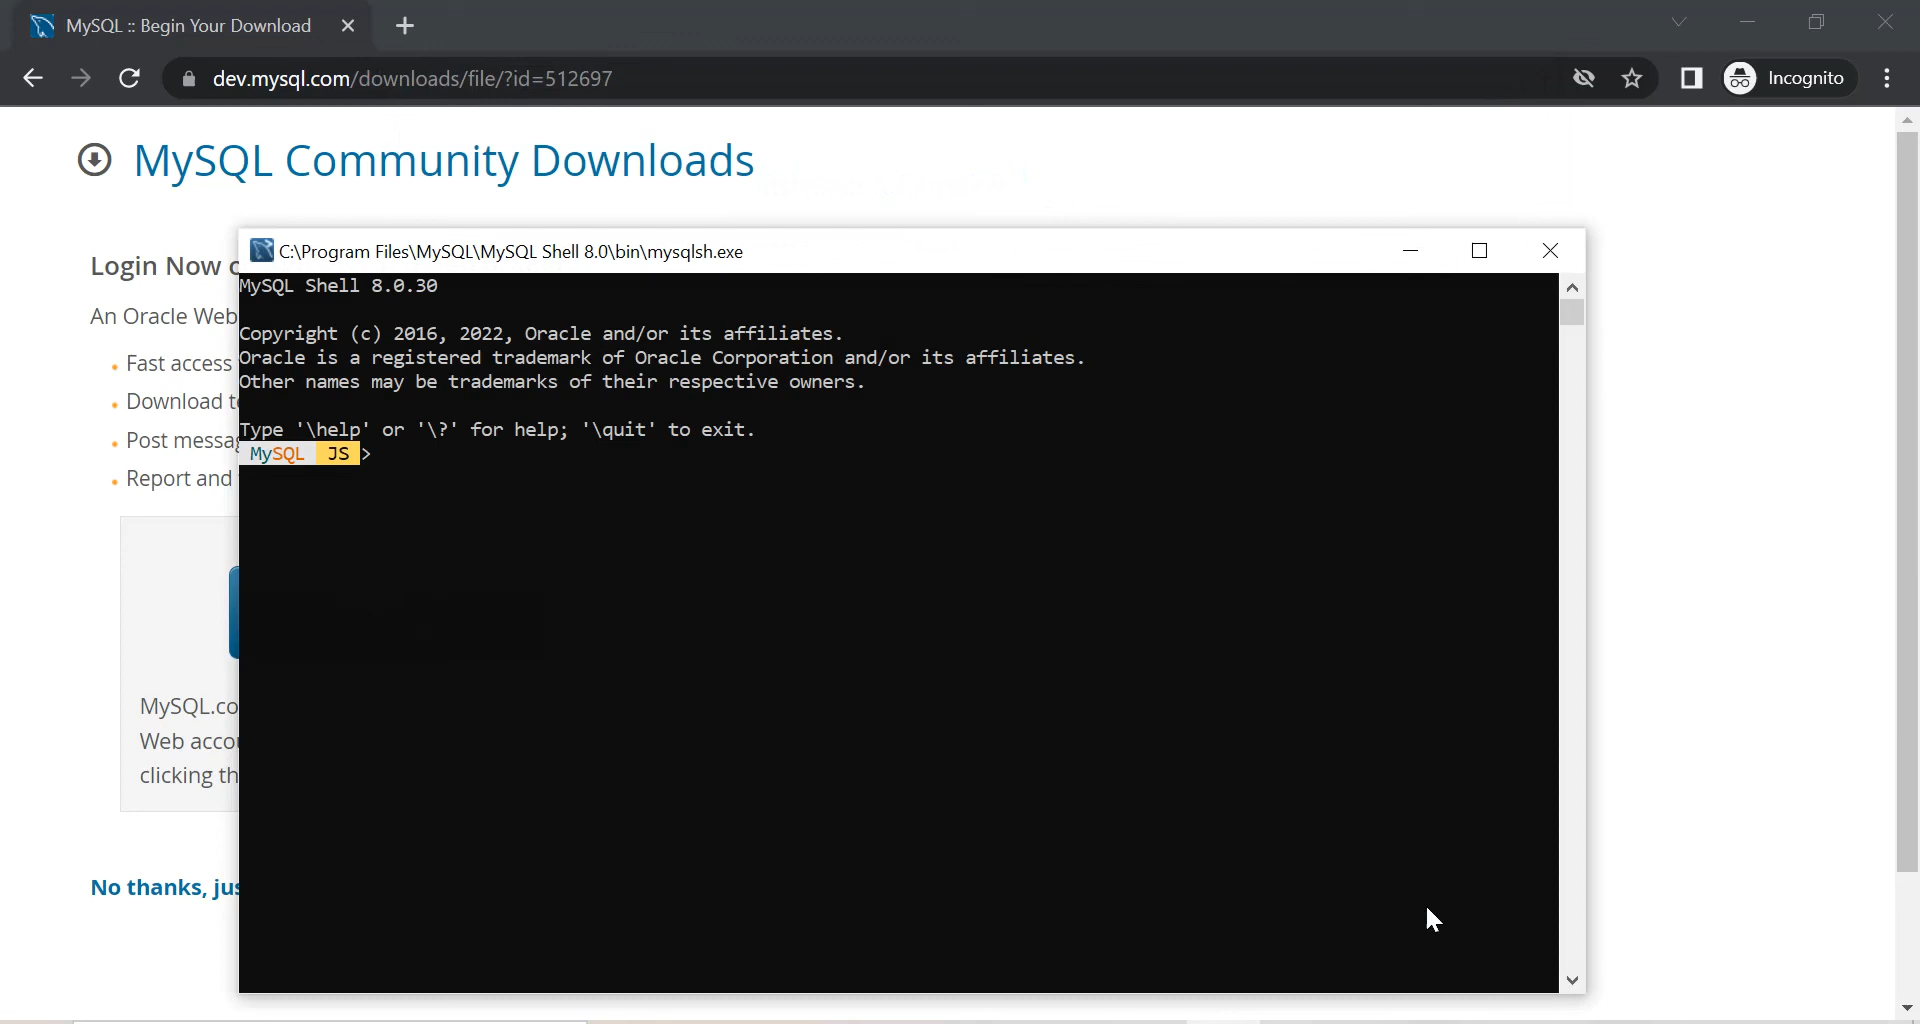 MySQL :: Begin Your Download
dev.mysql.com/downloads/file/?id=512697
Incognito
MySQL Community Downloads
Login Now
An Oracle Web
Fast access
Download
Post
Report and
MySQL.co
Web
clicking
No thanks,
C:\Program Files\MySQL\MySQL Shell 8.0\bin\mysqlsh.exe
MySQL Shell 8.0.30
Copyright (c) 2016, 2022, Oracle and/or its affiliates.
Oracle is a registered trademark of Oracle Corporation and/or its affiliates.
Other names may be trademarks of their respective owners.
Type '\help' or '\?' for help; '\quit' to exit.
MySQL JS >